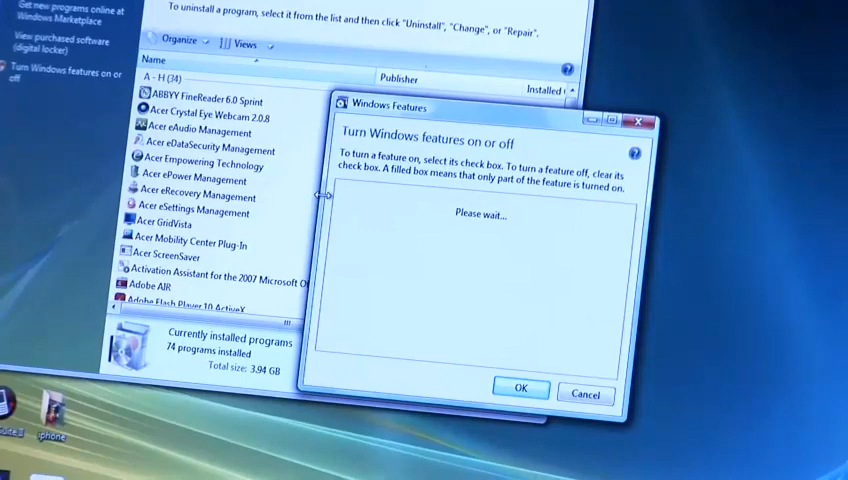 Get new programs online at
Windows Marketplace
View purchased software
(digital locker)
Turn Windows features on or
off
To uninstall a program, select it from the list and then click "Uninstall", "Change", or "Repair".
Organize
Views
Name
Publisher
Installed
A - H (34)
ABBYY FineReader 6.0 Sprint
Acer Crystal Eye Webcam 2.0.8
Acer eAudio Management
Acer eDataSecurity Management
Acer Empowering Technology
Acer ePower Management
Acer eRecovery Management
Acer eSettings Management
Acer GridVista
Acer Mobility Center Plug-In
Acer ScreenSaver
Activation Assistant for the 2007 Microsoft O
Adobe AIR
Adobe Flash Player 10 ActiveX
Currently installed programs
74 programs installed
Total size: 3.94 GB
Windows Features
Turn Windows features on or off
To turn a feature on, select its check box. To turn a feature off, clear its
check box. A filled box means that only part of the feature is turned on.
Please wait...
OK
Cancel
iphone